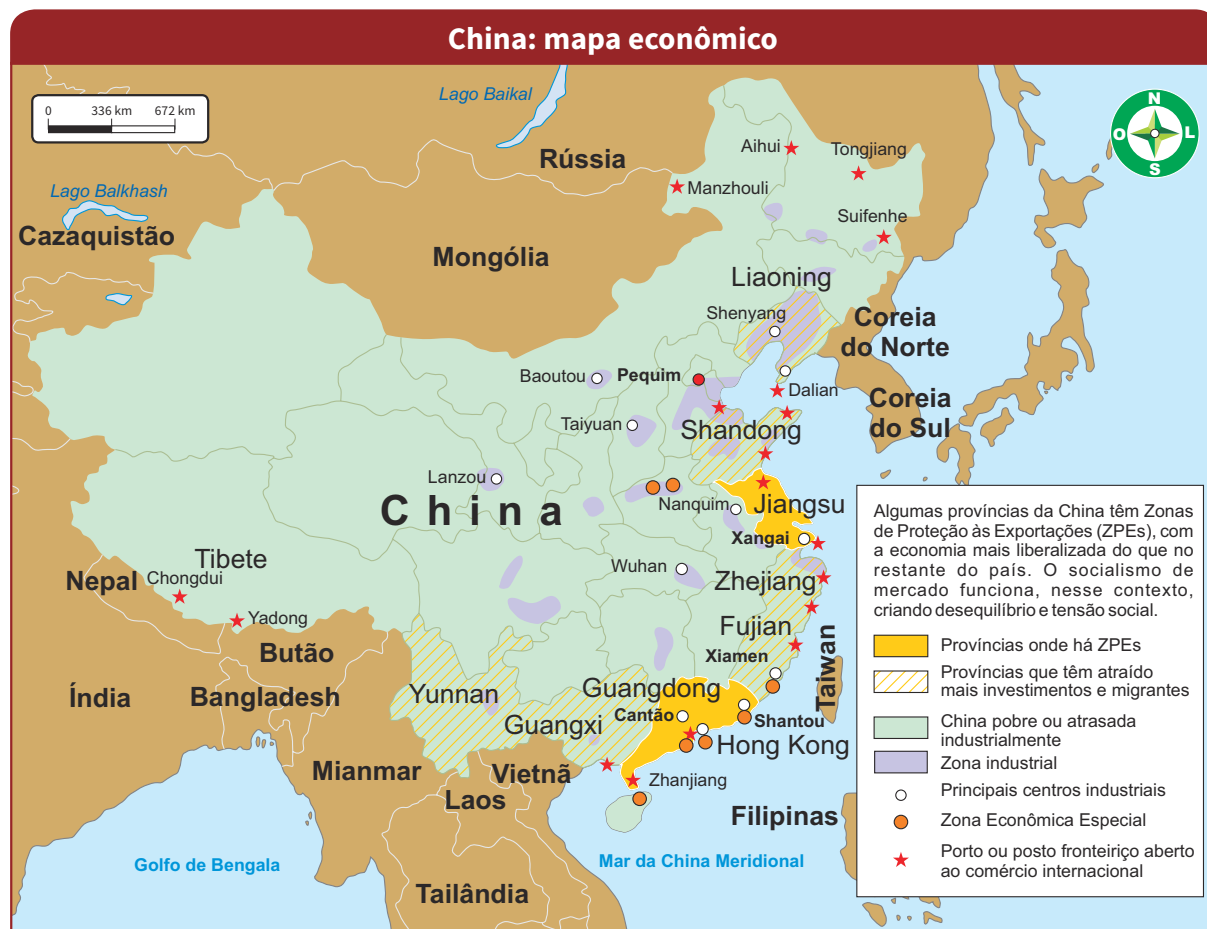 China: mapa econômico
0 336 km 672 km
Lago Baikal
N
O L
S
Rússia
Aihui
Tongjiang
Manzhouli
Lago Balkhash
Cazaquistão
Suifenhe
Mongólia
Liaoning
Shenyang
Coreia
do Norte
Baoutou
Pequim
Dalian
Coreia
do Sul
Taiyuan
Shandong
Lanzou
China
Nanquim
Jiangsu
Xangai
Tibete
Nepal
Chongdui
Wuhan
Zhejiang
Yadong
Fujian
Butão
Xiamen
Taiwan
Índia
Bangladesh
Yunnan
Guangdong
Guangxi
Cantão
Shantou
Hong Kong
Mianmar
Vietnã
Zhanjiang
Laos
Filipinas
Golfo de Bengala
Mar da China Meridional
Tailândia
Algumas províncias da China têm Zonas
de Proteção às Exportações (ZPEs), com
a economia mais liberalizada do que no
restante do país. O socialismo de
mercado funciona, nesse contexto,
criando desequilíbrio e tensão social.
Províncias onde há ZPEs
Províncias que têm atraído
mais investimentos e migrantes
China pobre ou atrasada
industrialmente
Zona industrial
Principais centros industriais
Zona Econômica Especial
Porto ou posto fronteiriço aberto
ao comércio internacional